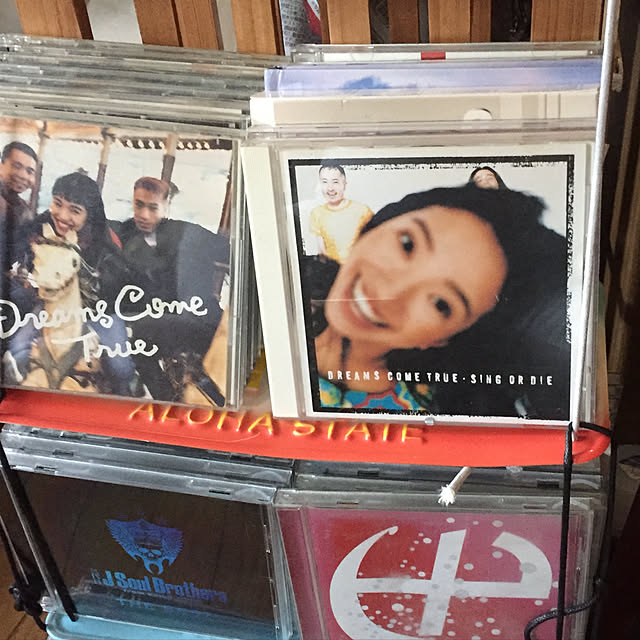 Dreams Come
True
DREAMS COME TRUE · SING OR DIE
ALOHA STATE
J Soul Brothers